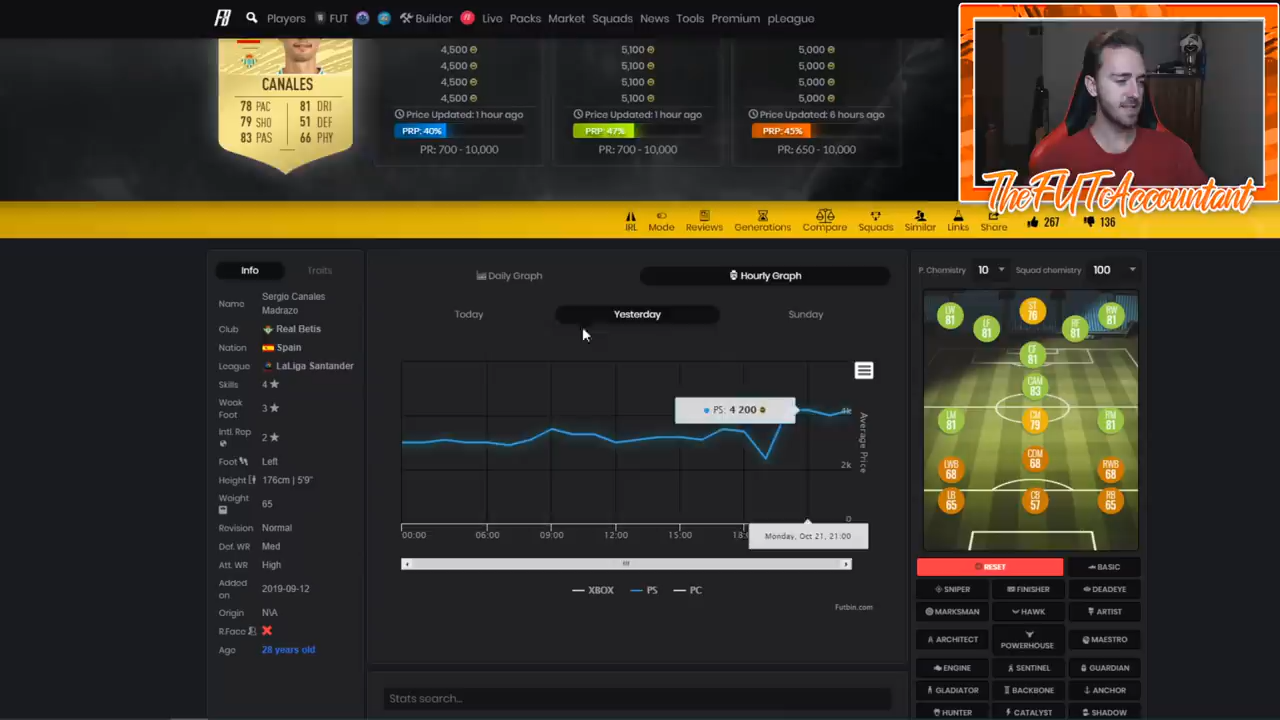 FB Players FUT Builder Live Packs Market Squads News Tools Premium pLeague
CANALES
78 PAC 81 DRI
79 SHO 51 DEF
83 PAS 66 PHY
4,500 5,100 5,000
4,500 5,100 5,000
4,500 5,100 5,000
4,500 5,100 5,000
Price Updated: 1 hour ago Price Updated: 1 hour ago Price Updated: 6 hours ago
PRP: 40% PRP: 47% PRP: 45%
PR: 700 - 10,000 PR: 700 - 10,000 PR: 650 - 10,000
TheFUTAccountant
IRL Mode Reviews Generations Compare Squads Similar Links Share 267 136
Info Traits
Name Sergio Canales Madrazo
Club Real Betis
Nation Spain
League LaLiga Santander
Skills 4
Weak Foot 3
Intl. Rep 2
Foot Left
Height 176cm | 5'9"
Weight 65
Revision Normal
Def. WR Med
Att. WR High
Added on 2019-09-12
Origin N\A
R.Face
Age 28 years old
Daily Graph Hourly Graph
Today Yesterday Sunday
PS: 4 200
4k
2k
0
Average Price
00:00 06:00 09:00 12:00 15:00 18:
Monday, Oct 21, 21:00
XBOX PS PC
Futbin.com
Stats search...
P. Chemistry 10 Squad chemistry 100
ST 76
LW 81 RW 81
LF 81 RF 81
CF 81
CAM 83
LM 81 CM 79 RM 81
LWB 68 CDM 68 RWB 68
LB 65 CB 57 RB 65
RESET BASIC
SNIPER FINISHER DEADEYE
MARKSMAN HAWK ARTIST
ARCHITECT POWERHOUSE MAESTRO
ENGINE SENTINEL GUARDIAN
GLADIATOR BACKBONE ANCHOR
HUNTER CATALYST SHADOW